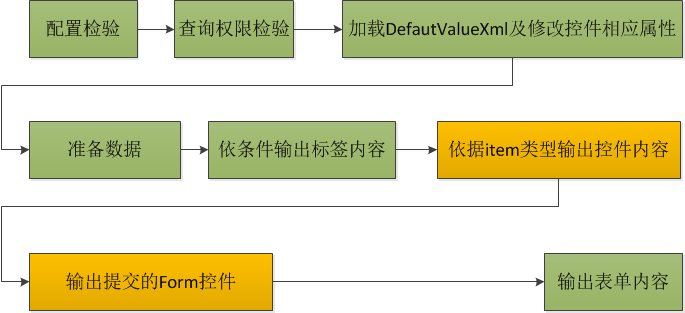 配置检验
查询权限检验
加载DefautValueXml及修改控件相应属性
准备数据
依条件输出标签内容
依据item类型输出控件内容
输出提交的Form控件
输出表单内容